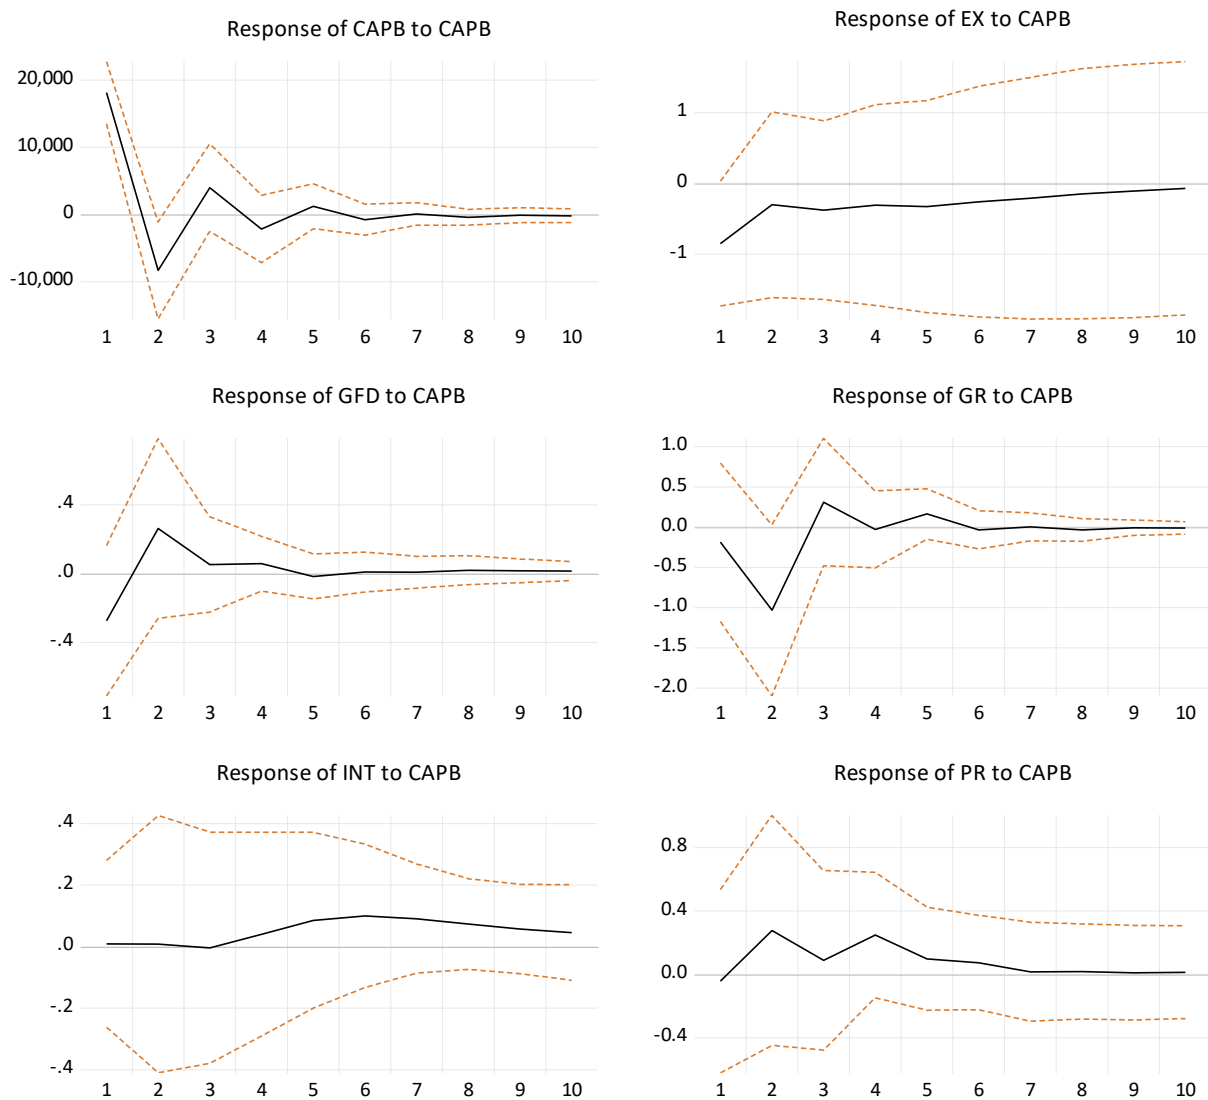 Response of CAPB to CAPB
20,000
10,000
0
-10,000
1 2 3 4 5 6 7 8 9 10
Response of EX to CAPB
1
0
-1
1 2 3 4 5 6 7 8 9 10
Response of GFD to CAPB
.4
.0
-.4
1 2 3 4 5 6 7 8 9 10
Response of GR to CAPB
1.0
0.5
0.0
-0.5
-1.0
-1.5
-2.0
1 2 3 4 5 6 7 8 9 10
Response of INT to CAPB
.4
.2
.0
-.2
-.4
1 2 3 4 5 6 7 8 9 10
Response of PR to CAPB
0.8
0.4
0.0
-0.4
1 2 3 4 5 6 7 8 9 10